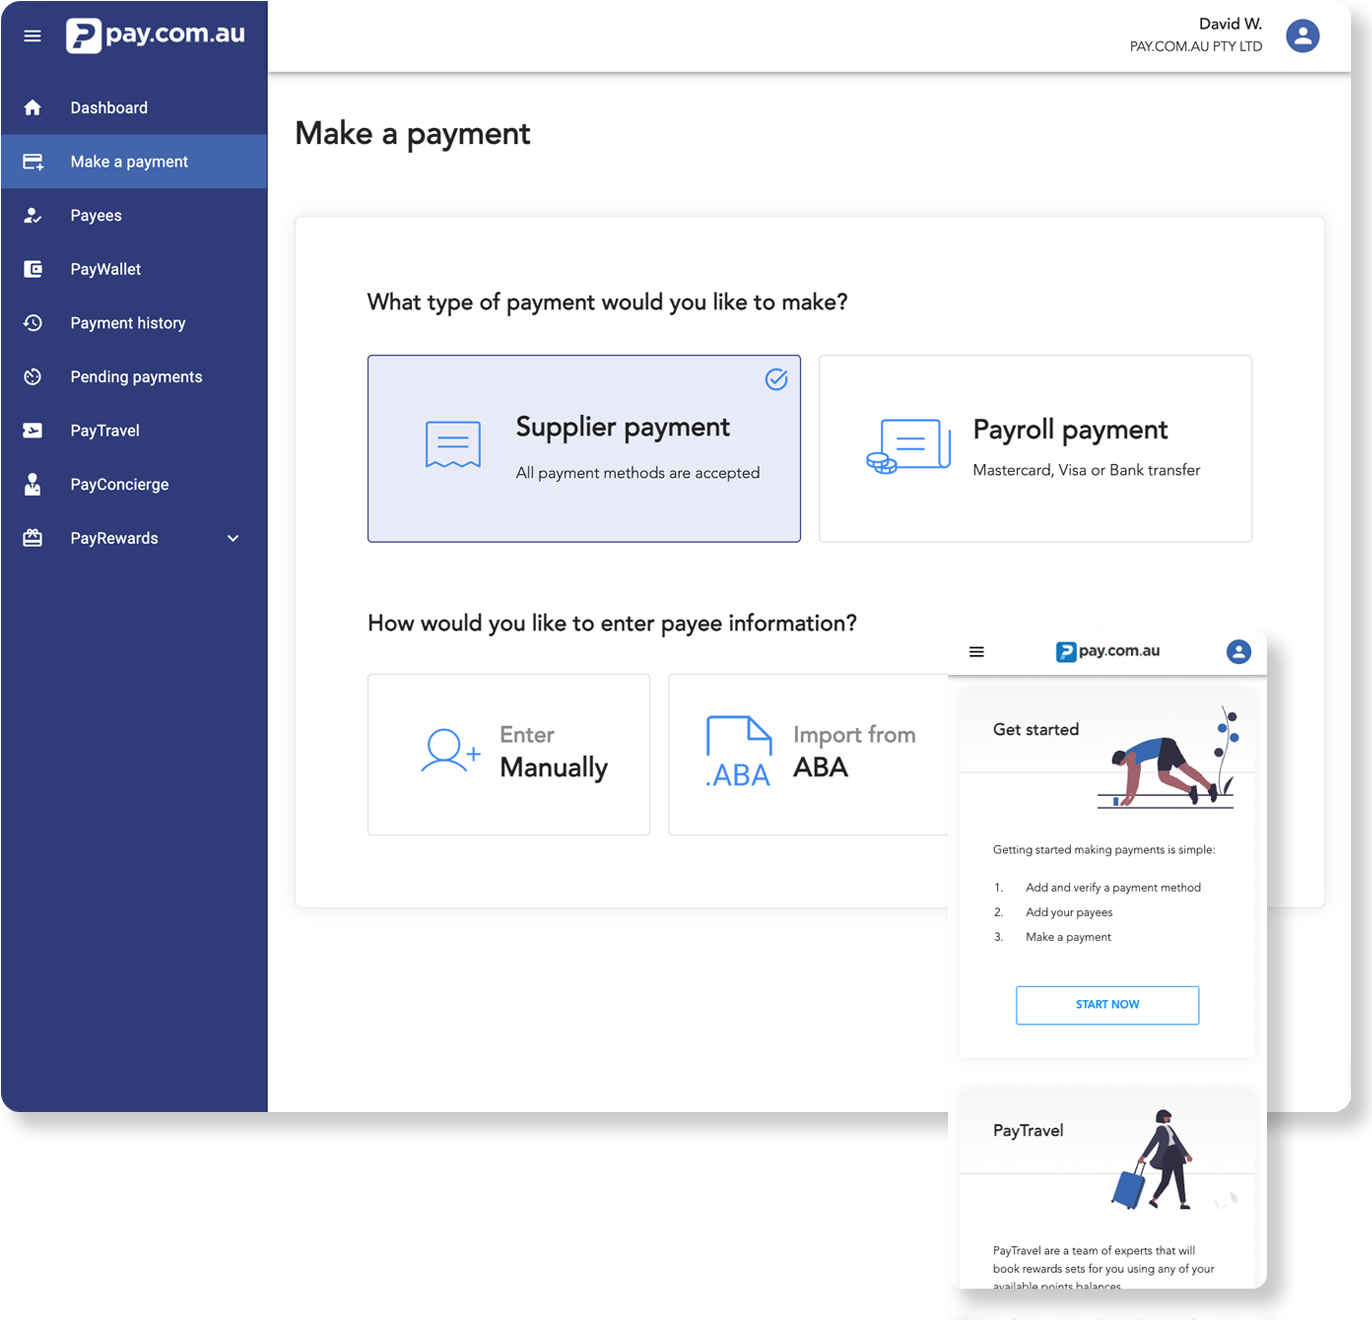 pay.com.au
David W.
PAY.COM.AU PTY LTD
Dashboard
Make a payment
Payees
PayWallet
Payment history
Pending payments
PayTravel
PayConcierge
PayRewards
Make a payment
What type of payment would you like to make?
Supplier payment
All payment methods are accepted
Payroll payment
Mastercard, Visa or Bank transfer
How would you like to enter payee information?
Enter
Manually
.ABA
Import from
ABA
pay.com.au
Get started
Getting started making payments is simple:
1. Add and verify a payment method
2. Add your payees
3. Make a payment
START NOW
PayTravel
PayTravel are a team of experts that will
book rewards sets for you using any of your
available points balances